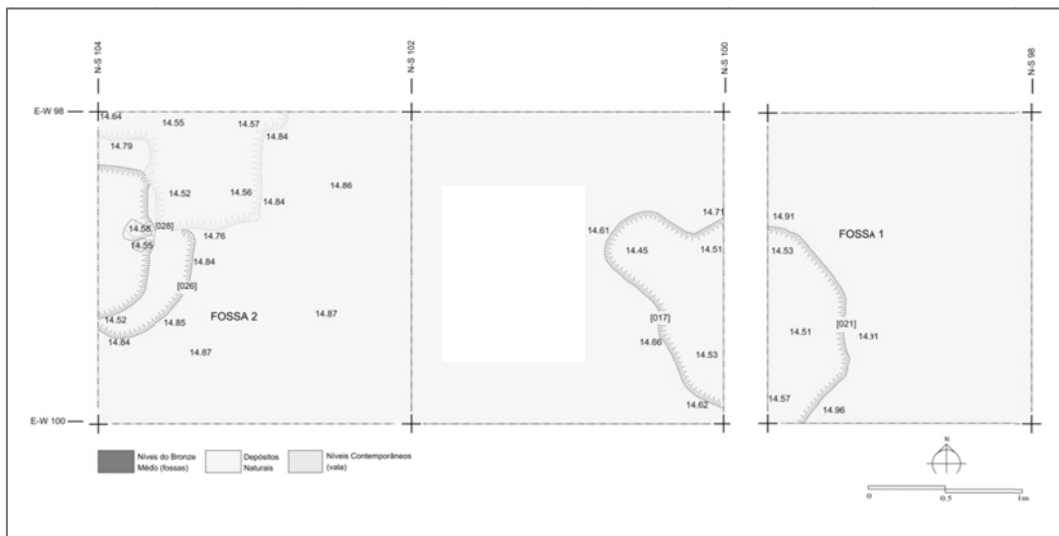 N-S 104
N-S 102
N-S 100
N-S 98
E-W 98
14.64
14.55
14.57
14.84
14.79
14.86
14.52
14.56
14.84
14.71
14.91
14.58
[028]
14.61
FOSSA 1
14.55
14.76
14.45
14.51
14.53
14.84
[026]
14.52
14.85
FOSSA 2
14.87
[017]
14.51
[021]
14.84
14.66
14.91
14.87
14.53
14.57
14.62
14.96
E-W 100
Níveis do Bronze
Médo (fossas)
Depósitos
Naturais
Níveis Contemporâneos
(vala)
N
0
0.5
1m